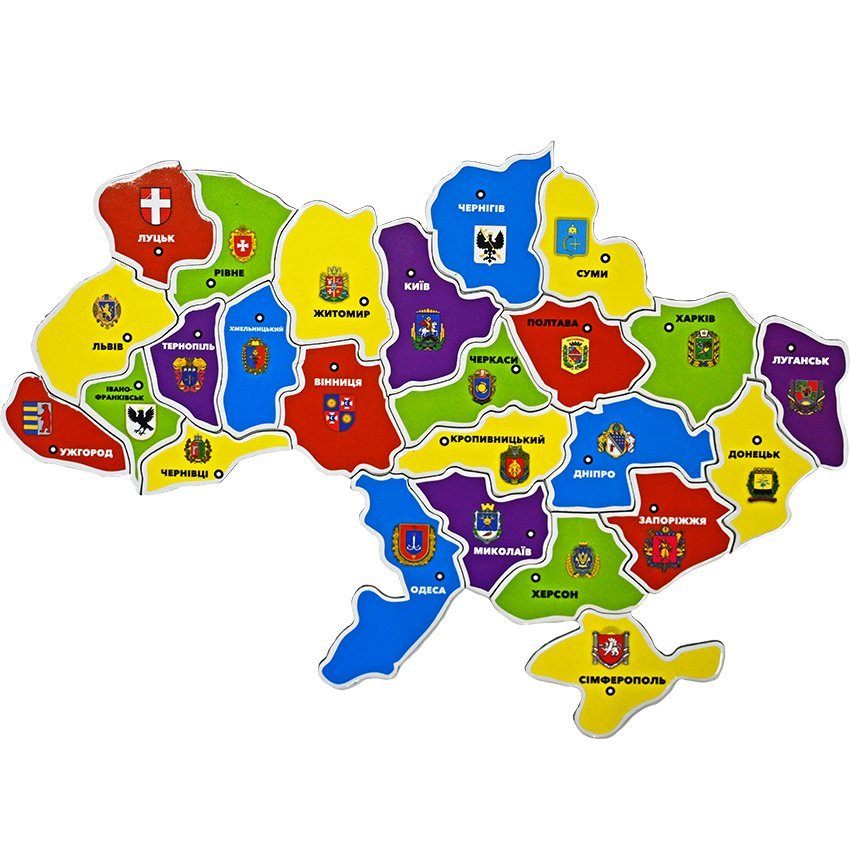 ЧЕРНІГІВ
ЛУЦЬК
РІВНЕ
СУМИ
КИЇВ
ЖИТОМИР
ХМЕЛЬНИЦЬКИЙ
ПОЛТАВА
ХАРКІВ
ЛЬВІВ
ТЕРНОПІЛЬ
ЧЕРКАСИ
ЛУГАНСЬК
ВІННИЦЯ
ІВАНО-
ФРАНКІВСЬК
УЖГОРОД
КРОПИВНИЦЬКИЙ
ДОНЕЦЬК
ЧЕРНІВЦІ
ДНІПРО
ЗАПОРІЖЖЯ
МИКОЛАЇВ
ОДЕСА
ХЕРСОН
СІМФЕРОПОЛЬ